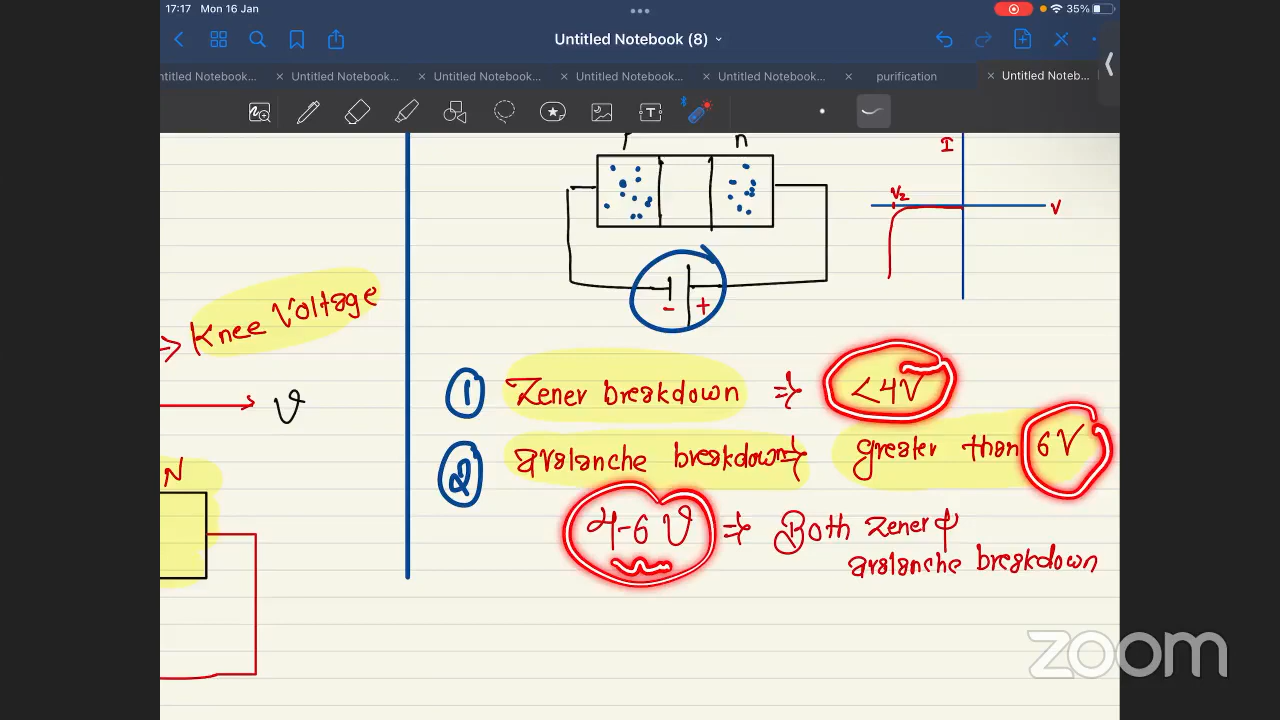 17:17 Mon 16 Jan
35%
Untitled Notebook (8)
ntitled Notebook...
Untitled Notebook...
Untitled Notebook...
Untitled Notebook...
Untitled Notebook...
purification
Untitled Noteb...
n
I
V
- +
Knee Voltage
V
N
1 Zener breakdown ⇒ <4V
2 avalanche breakdown⇒ greater than 6V
4-6 V ⇒ Both zener &
avalanche breakdown
zoom